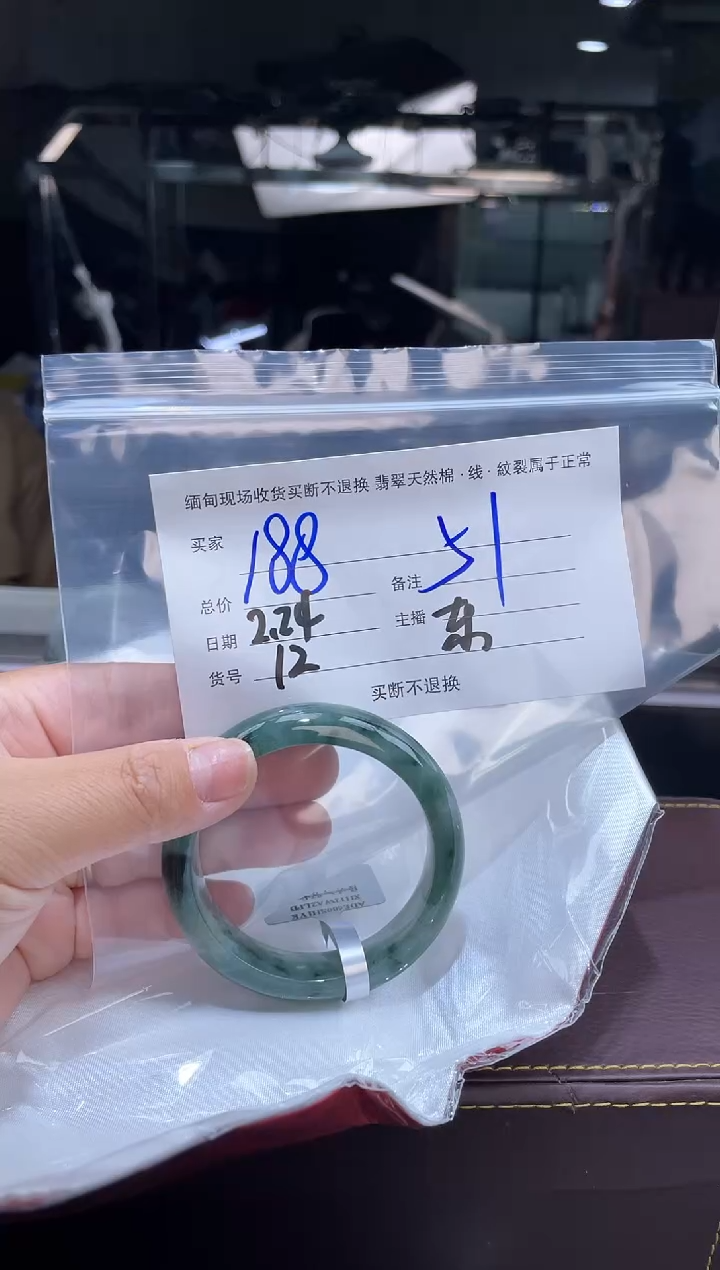 缅甸现场收货买断不退换 翡翠天然棉·线·紋裂属于正常
买家 188
总价 备注
日期 2.24 主播 东
货号 12
买断不退换